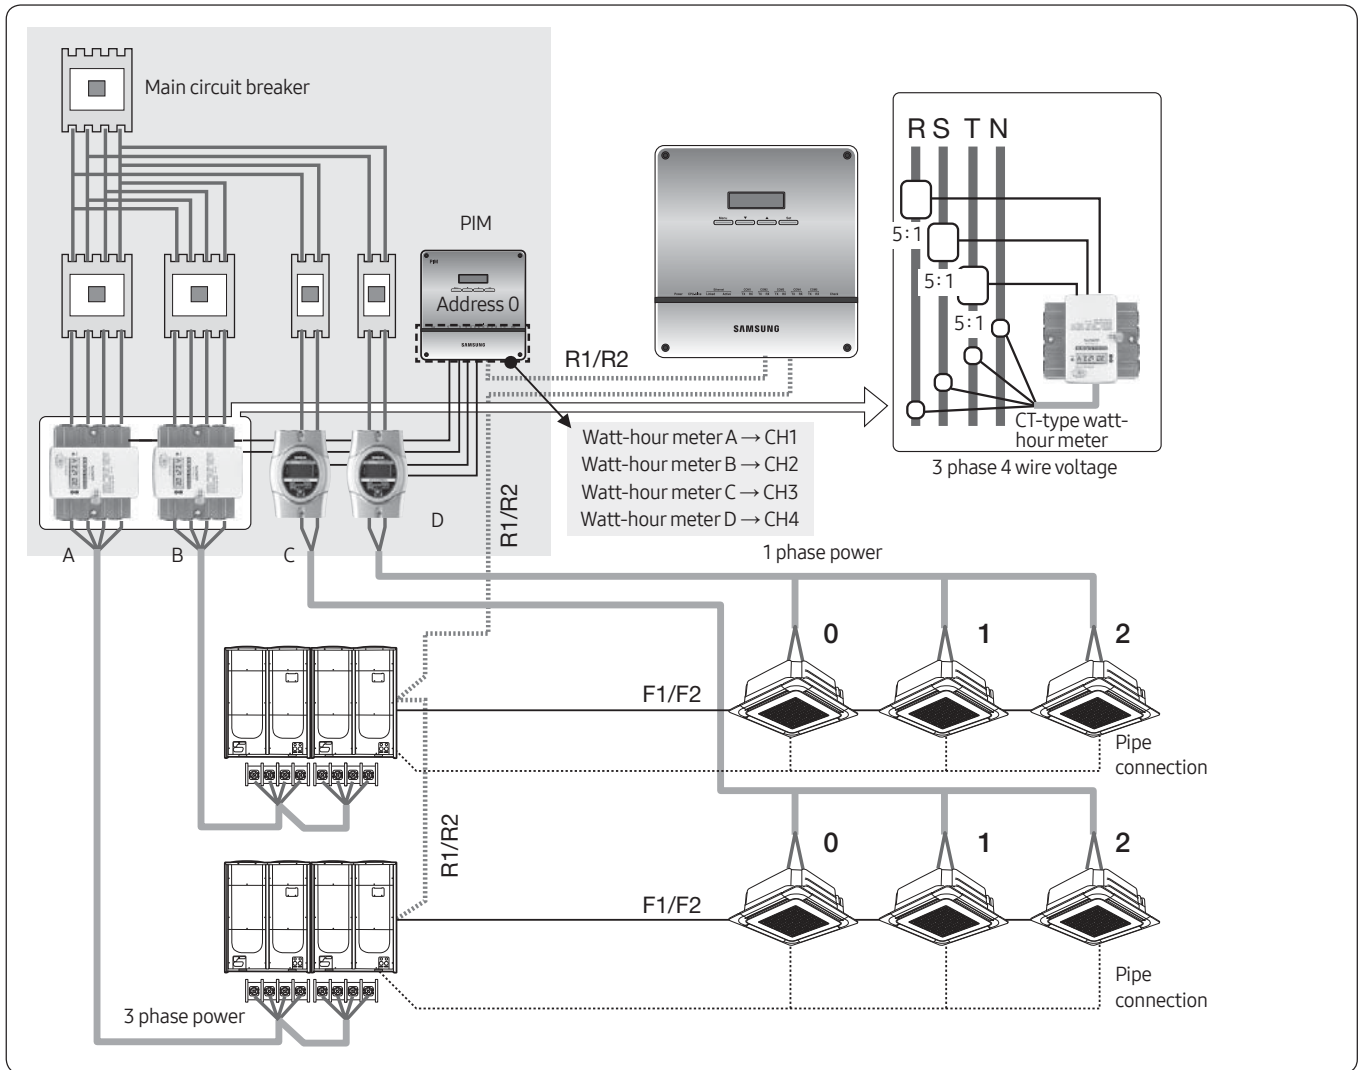 Main circuit breaker
PIM
PIM
Address 0
SAMSUNG
SAMSUNG
R1/R2
R S T N
5:1
5:1
5:1
CT-type watt-
hour meter
3 phase 4 wire voltage
Watt-hour meter A → CH1
Watt-hour meter B → CH2
Watt-hour meter C → CH3
Watt-hour meter D → CH4
R1/R2
A
B
C
D
1 phase power
0
1
2
F1/F2
Pipe
connection
R1/R2
0
1
2
F1/F2
Pipe
connection
3 phase power